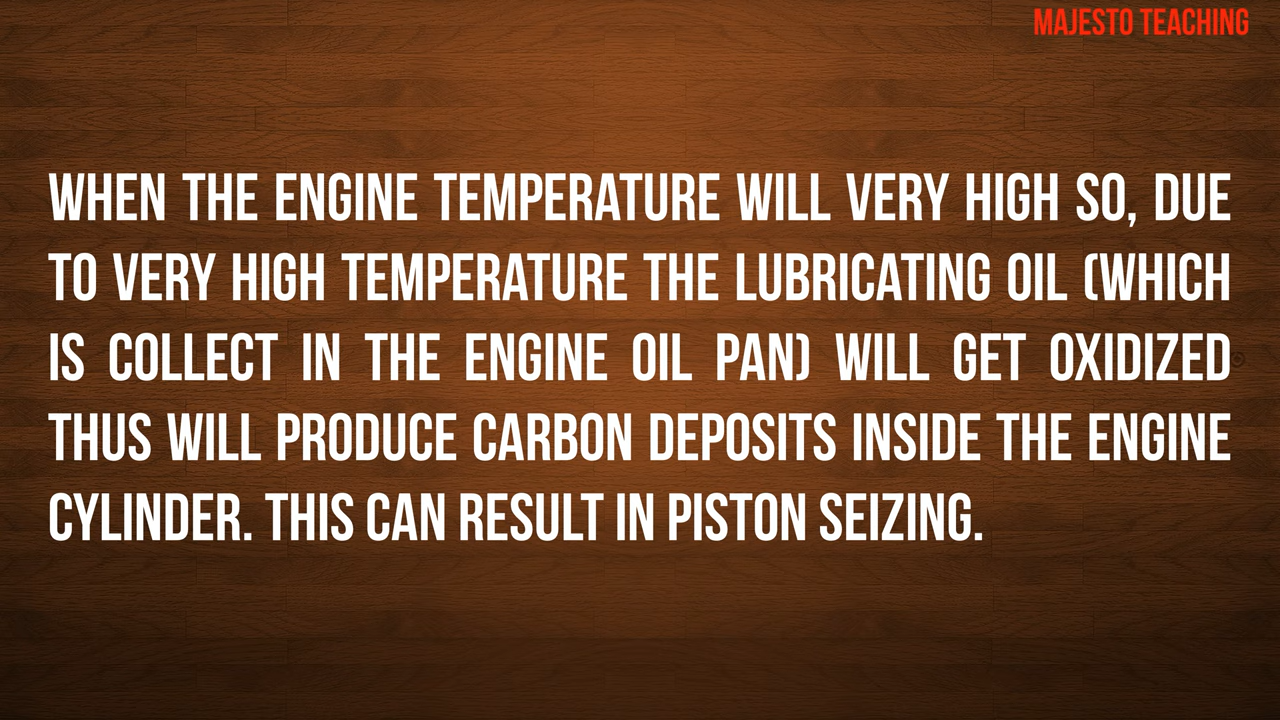 MAJESTO TEACHING
WHEN THE ENGINE TEMPERATURE WILL VERY HIGH SO, DUE
TO VERY HIGH TEMPERATURE THE LUBRICATING OIL (WHICH
IS COLLECT IN THE ENGINE OIL PAN) WILL GET OXIDIZED
THUS WILL PRODUCE CARBON DEPOSITS INSIDE THE ENGINE
CYLINDER. THIS CAN RESULT IN PISTON SEIZING.